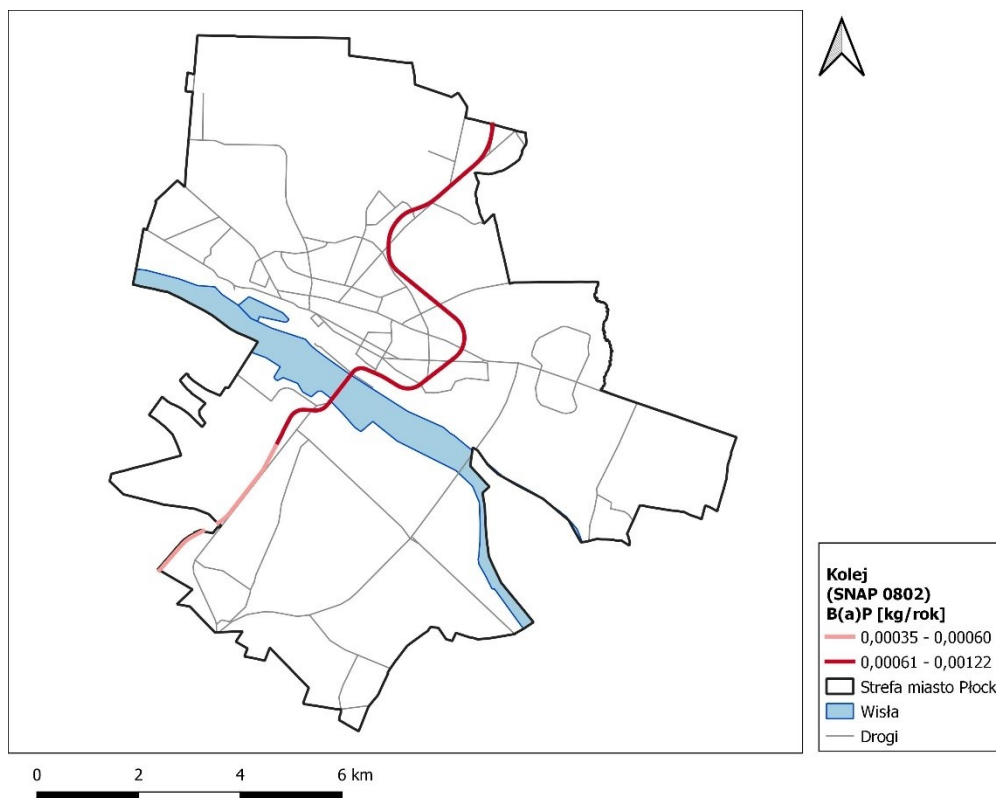 Kolej
(SNAP 0802)
B(a)P [kg/rok]
0,00035 - 0,00060
0,00061 - 0,00122
Strefa miasto Płock
Wisła
Drogi
0 2 4 6 km